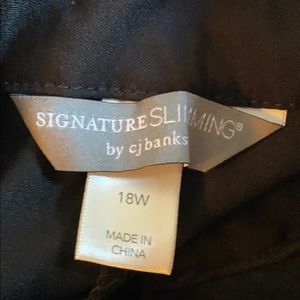 SIGNATURE SLIMMING®
by cjbanks
18W
MADE IN
CHINA